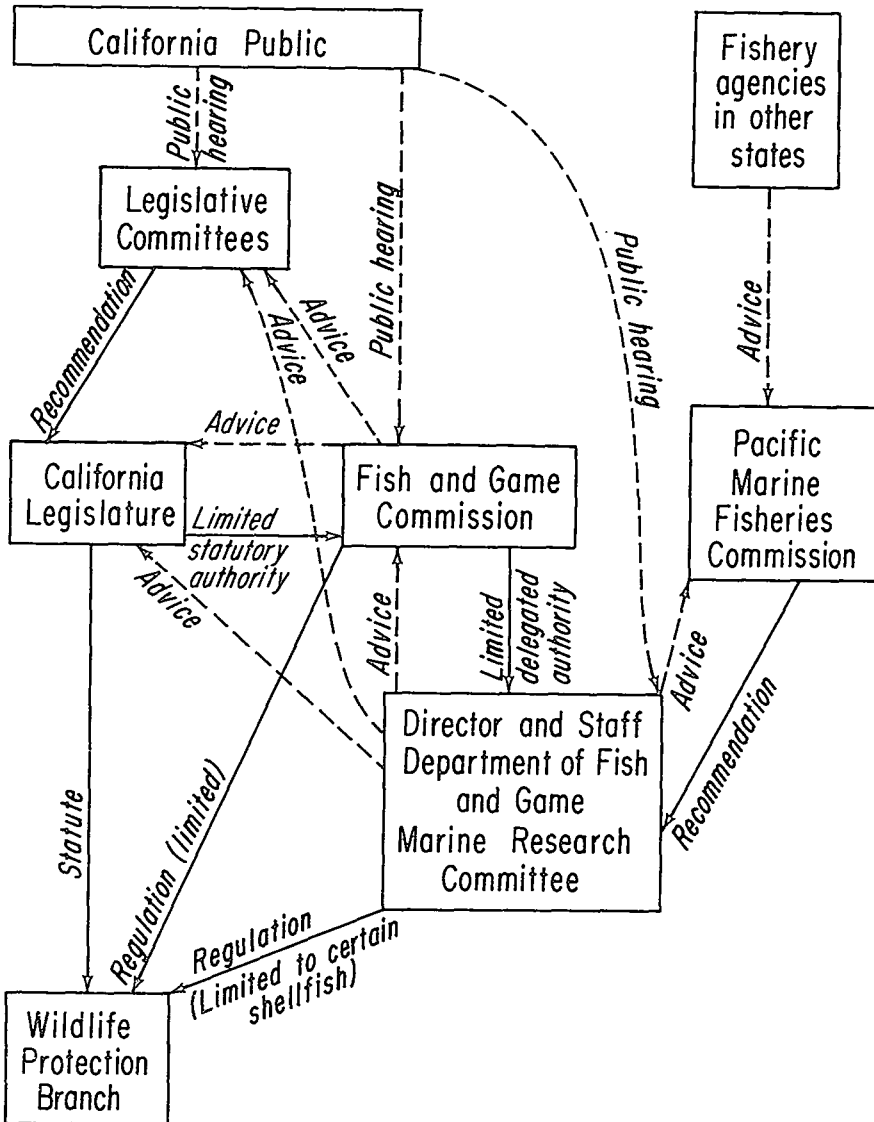 California Public
Fishery
agencies
in other
states
Public
hearing
Legislative
Committees
Public hearing
Public hearing
Advice
Recommendation
Advice
Advice
Advice
California
Legislature
Fish and Game
Commission
Pacific
Marine
Fisheries
Commission
Limited
statutory
authority
Advice
Advice
Limited
delegated
authority
Advice
Recommendation
Director and Staff
Department of Fish
and Game
Marine Research
Committee
Statute
Regulation (limited)
Regulation
(Limited to certain
shellfish)
Wildlife
Protection
Branch